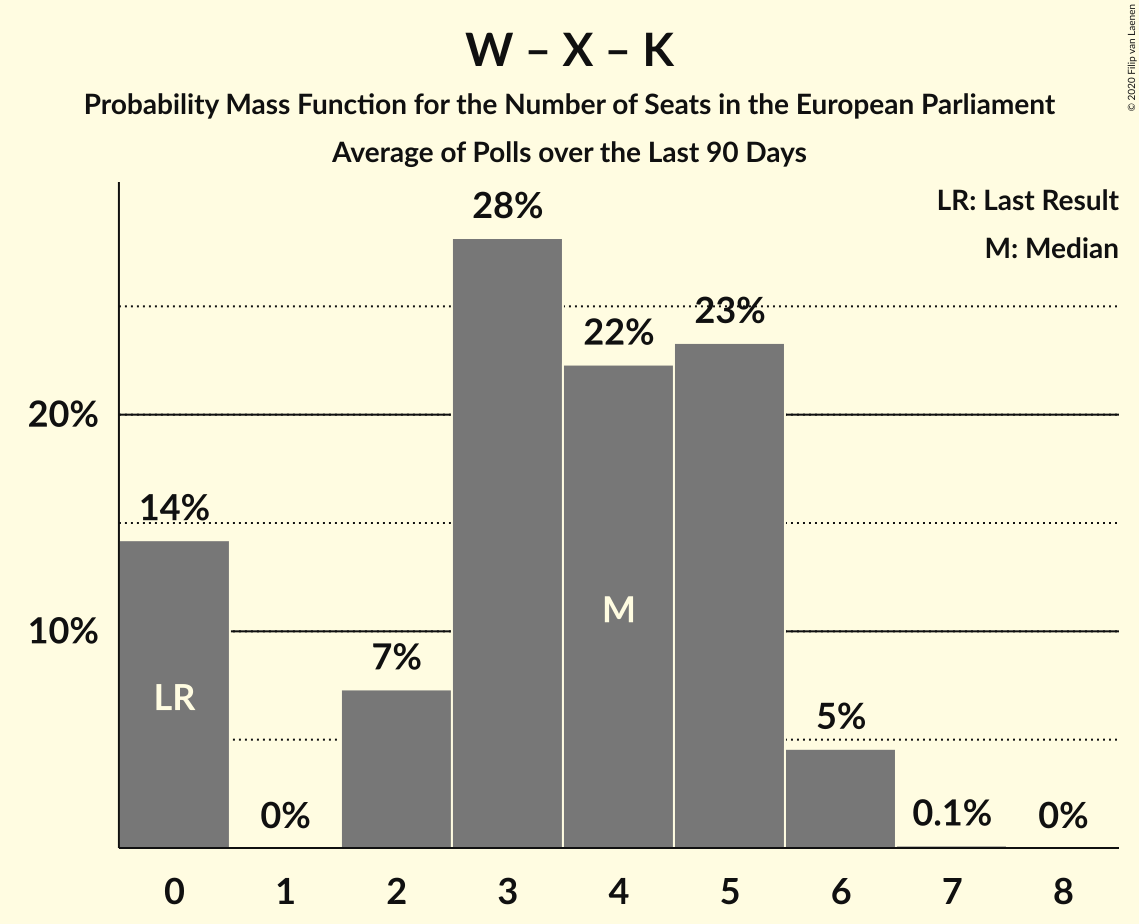 W – X – K
Probability Mass Function for the Number of Seats in the European Parliament
Average of Polls over the Last 90 Days
© 2020 Filip van Laenen
LR: Last Result
M: Median
28%
23%
22%
20%
14%
M
10%
7%
LR
5%
0%
0.1%
0%
0 1 2 3 4 5 6 7 8